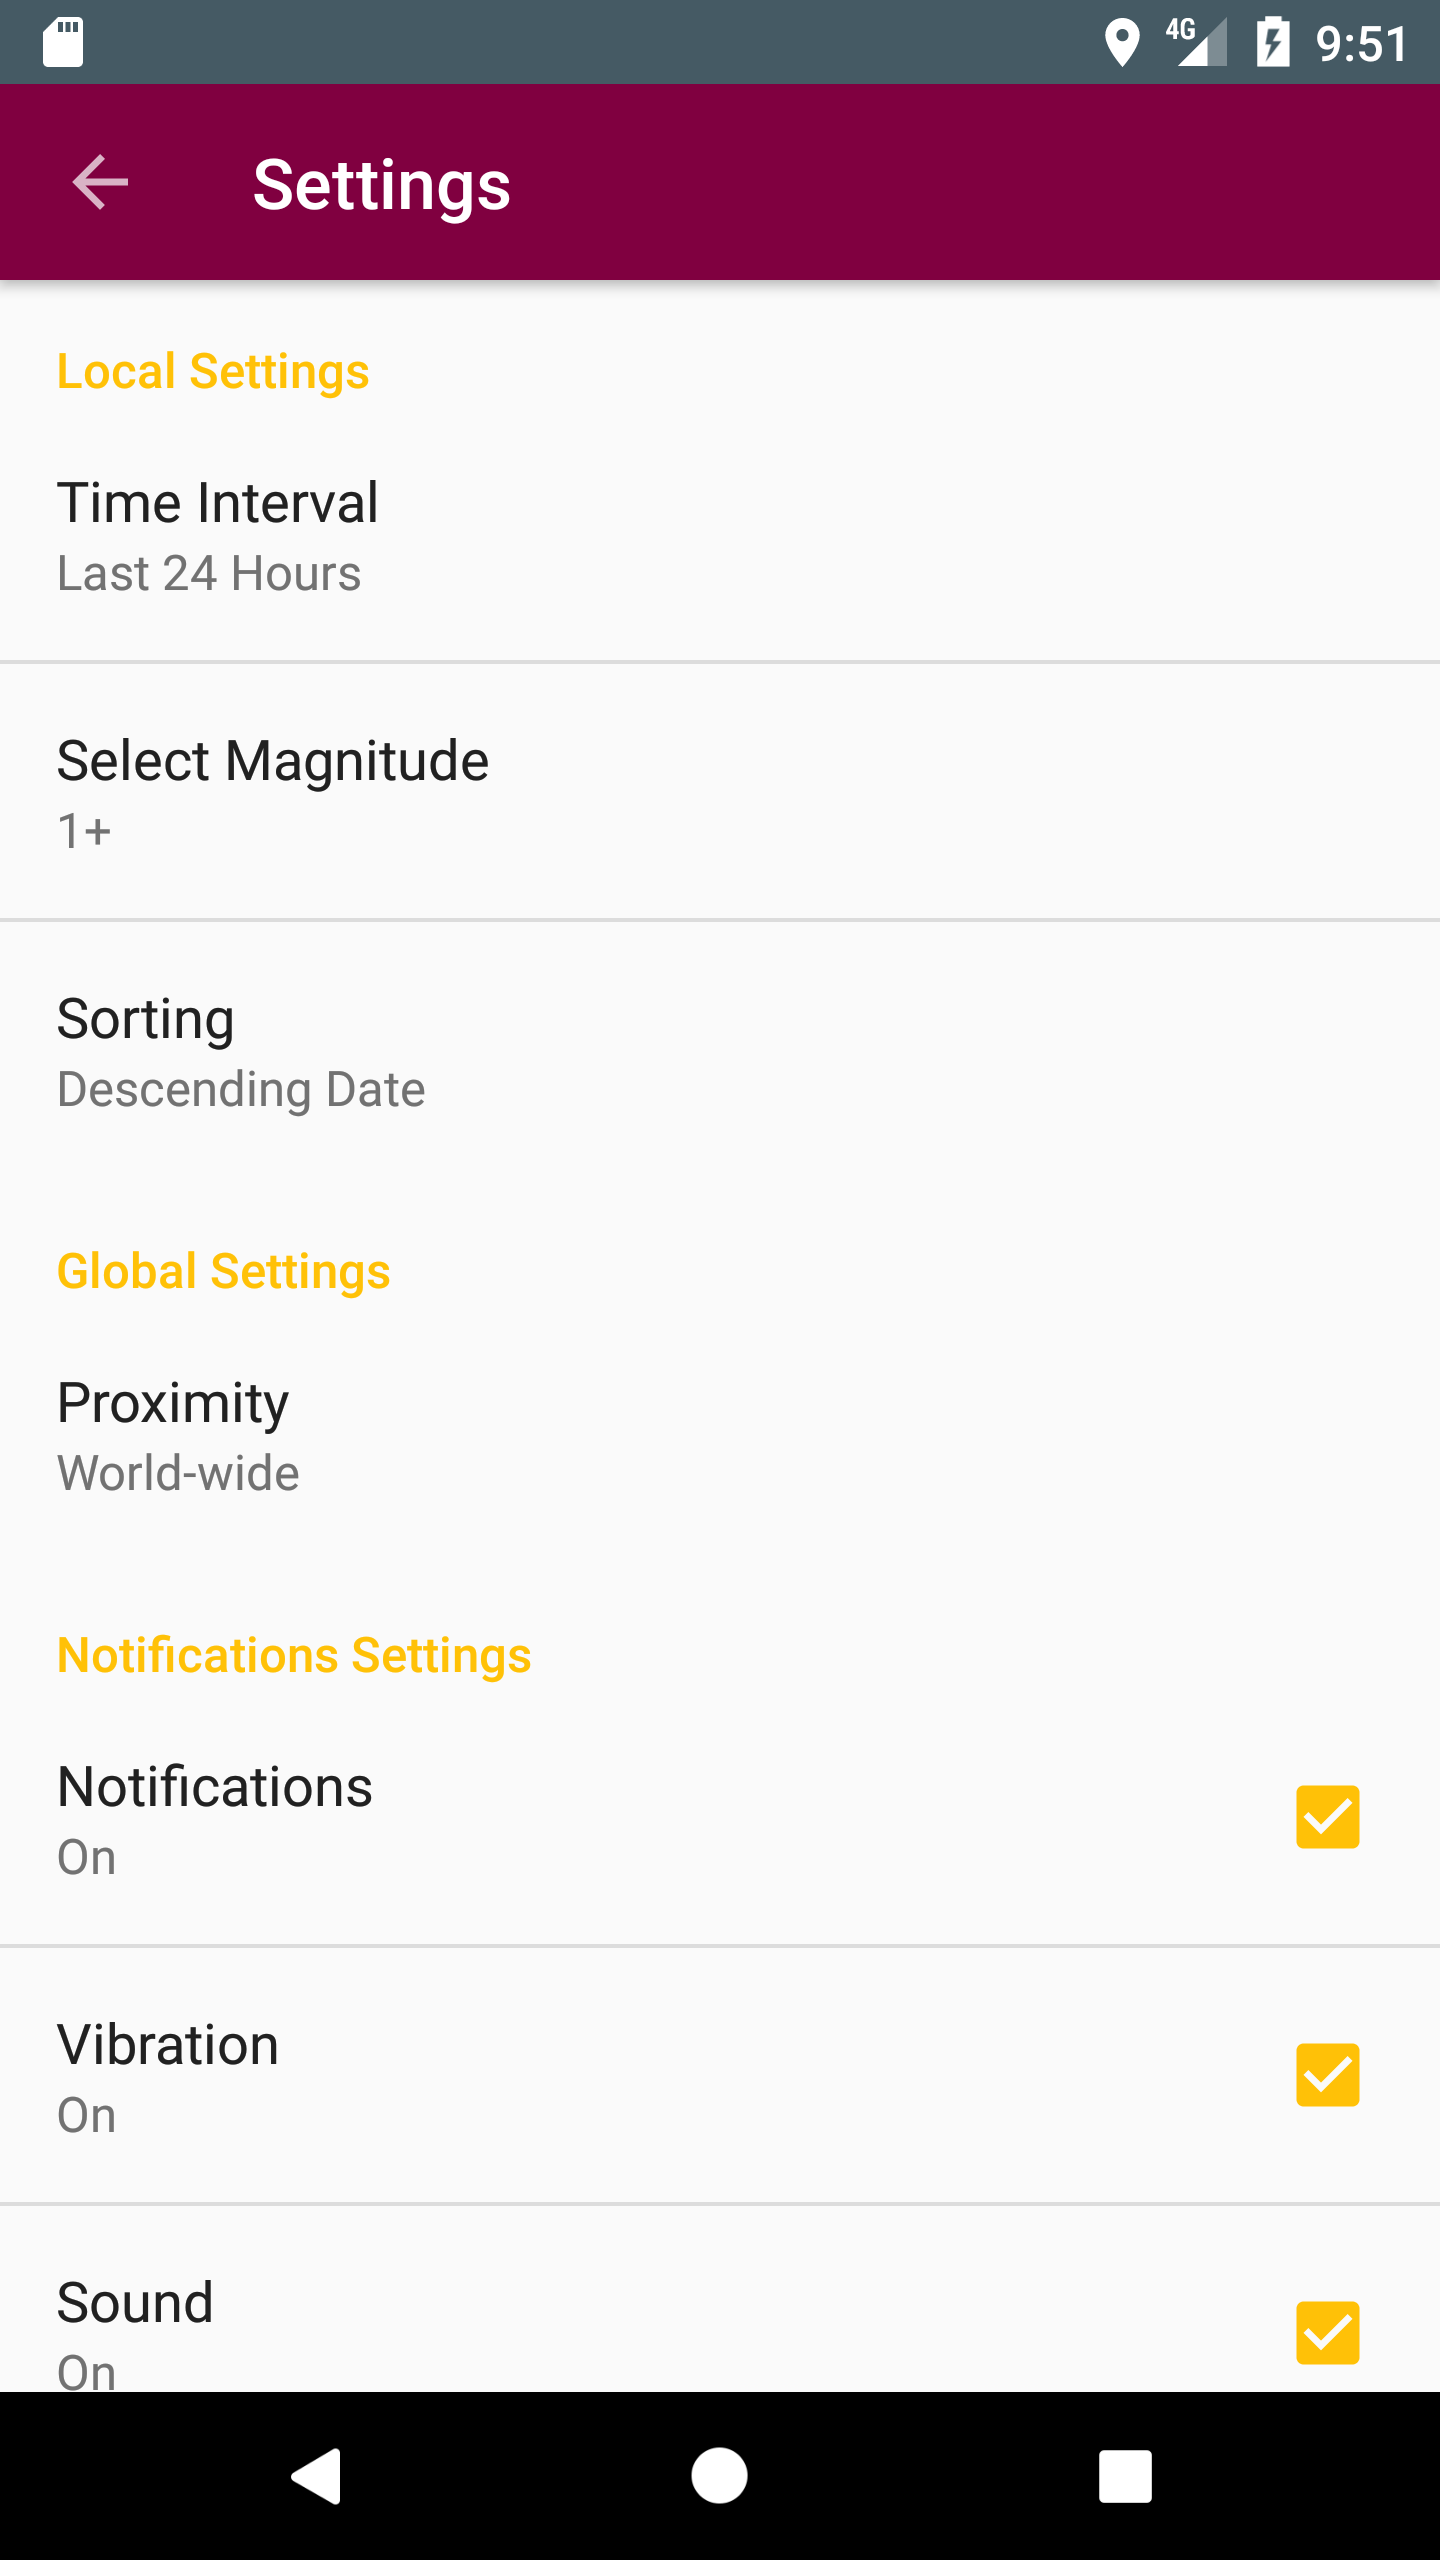 4G 9:51
Settings
Local Settings
Time Interval
Last 24 Hours
Select Magnitude
1+
Sorting
Descending Date
Global Settings
Proximity
World-wide
Notifications Settings
Notifications
On
Vibration
On
Sound
On